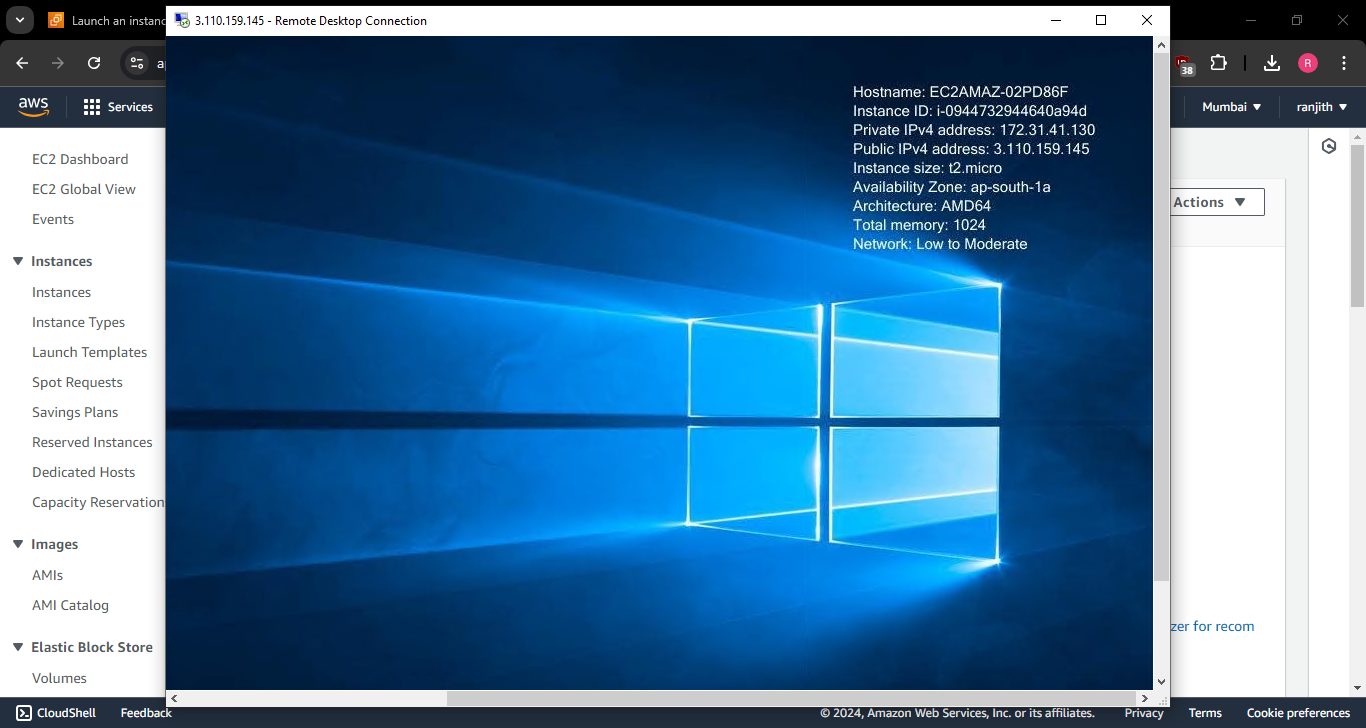 Launch an instanc
3.110.159.145 - Remote Desktop Connection
38
R
aws
Services
Mumbai
ranjith
EC2 Dashboard
EC2 Global View
Events
Instances
Instances
Instance Types
Launch Templates
Spot Requests
Savings Plans
Reserved Instances
Dedicated Hosts
Capacity Reservation
Images
AMIs
AMI Catalog
Elastic Block Store
Volumes
Hostname: EC2AMAZ-02PD86F
Instance ID: i-0944732944640a94d
Private IPv4 address: 172.31.41.130
Public IPv4 address: 3.110.159.145
Instance size: t2.micro
Availability Zone: ap-south-1a
Architecture: AMD64
Total memory: 1024
Network: Low to Moderate
Actions
zer for recom
CloudShell
Feedback
© 2024, Amazon Web Services, Inc. or its affiliates.
Privacy
Terms
Cookie preferences